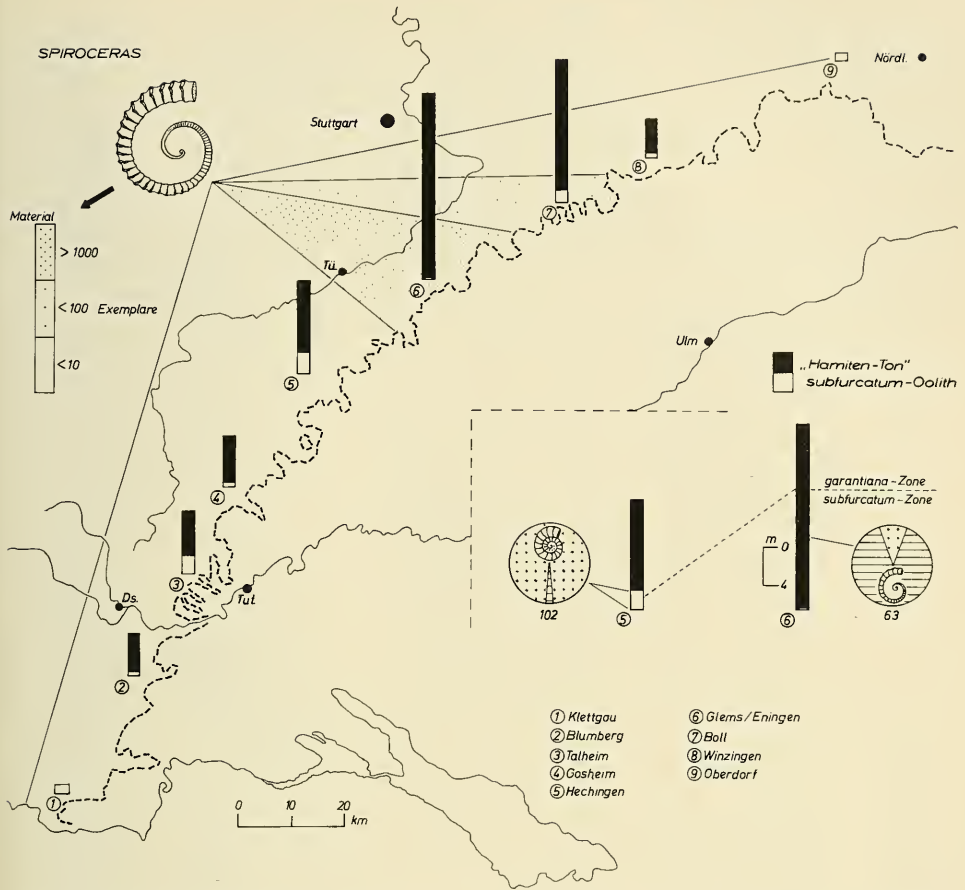 SPIROCERAS
Nördl.
⑨
Stuttgart
⑧
Material
> 1000
< 100 Exemplare
< 10
⑦
Tü.
⑥
Ulm
⑤
„Hamiten-Ton"
subfurcatum-Oolith
④
garantiana-Zone
subfurcatum-Zone
m
0
4
③
Ds.
Tut.
102
⑤
⑥
63
②
① Klettgau
② Blumberg
③ Talheim
④ Gosheim
⑤ Hechingen
⑥ Glems/Eningen
⑦ Boll
⑧ Winzingen
⑨ Oberdorf
①
0 10 20
km